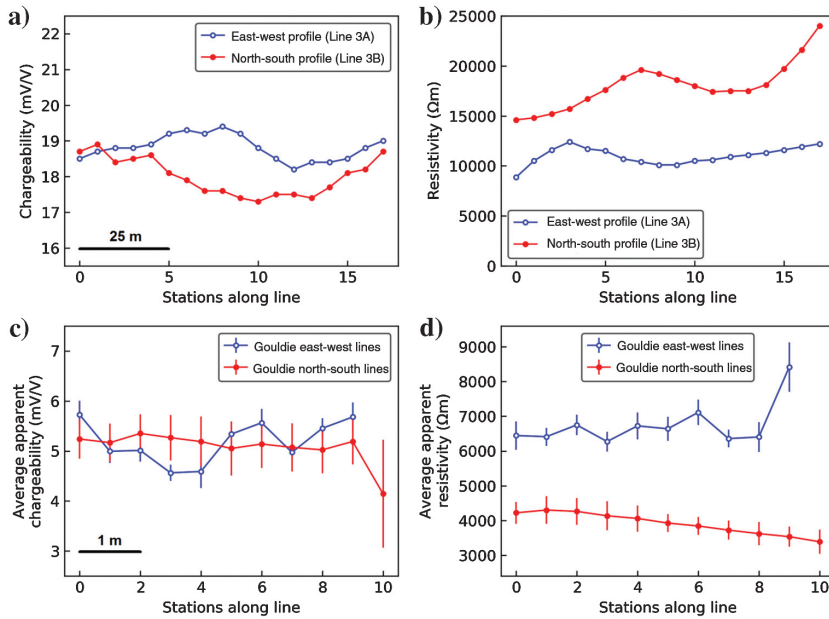 a)
22
21
20
19
18
17
16
Chargeability (mV/V)
East-west profile (Line 3A)
North-south profile (Line 3B)
25 m
0 5 10 15
Stations along line
b)
25000
20000
15000
10000
5000
0
Resistivity (Ωm)
East-west profile (Line 3A)
North-south profile (Line 3B)
0 5 10 15
Stations along line
c)
7
6
5
4
3
Average apparent
chargeability (mV/V)
Gouldie east-west lines
Gouldie north-south lines
1 m
0 2 4 6 8 10
Stations along line
d)
9000
8000
7000
6000
5000
4000
3000
Average apparent
resistivity (Ωm)
Gouldie east-west lines
Gouldie north-south lines
0 2 4 6 8 10
Stations along line